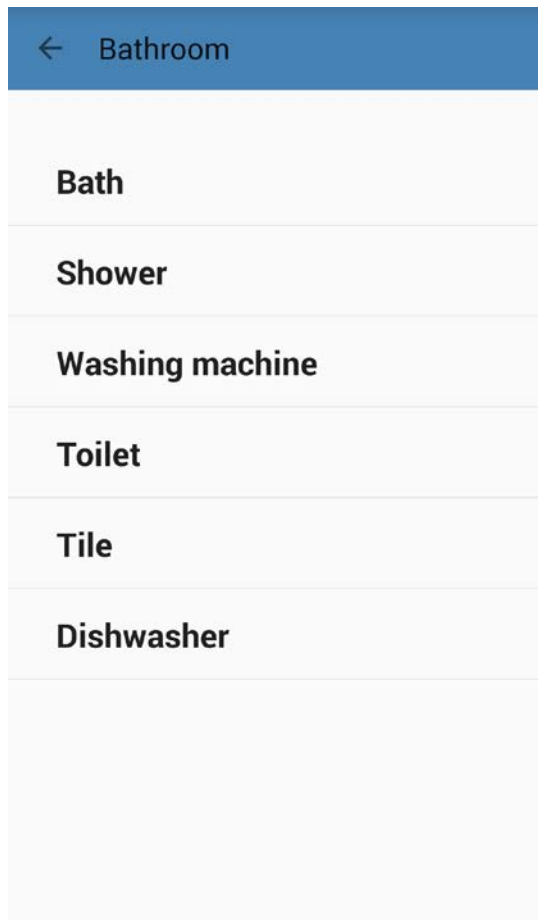 Bathroom
Bath
Shower
Washing machine
Toilet
Tile
Dishwasher